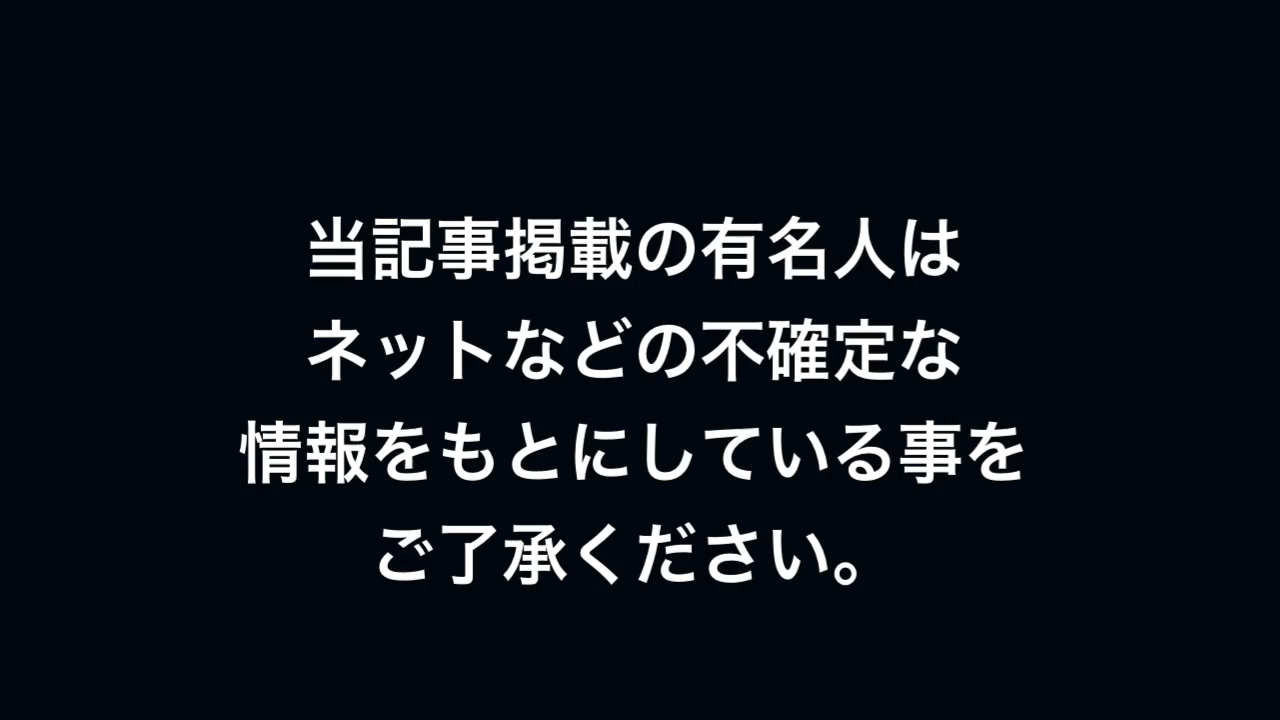 当記事掲載の有名人は
ネットなどの不確定な
情報をもとにしている事を
ご了承ください。